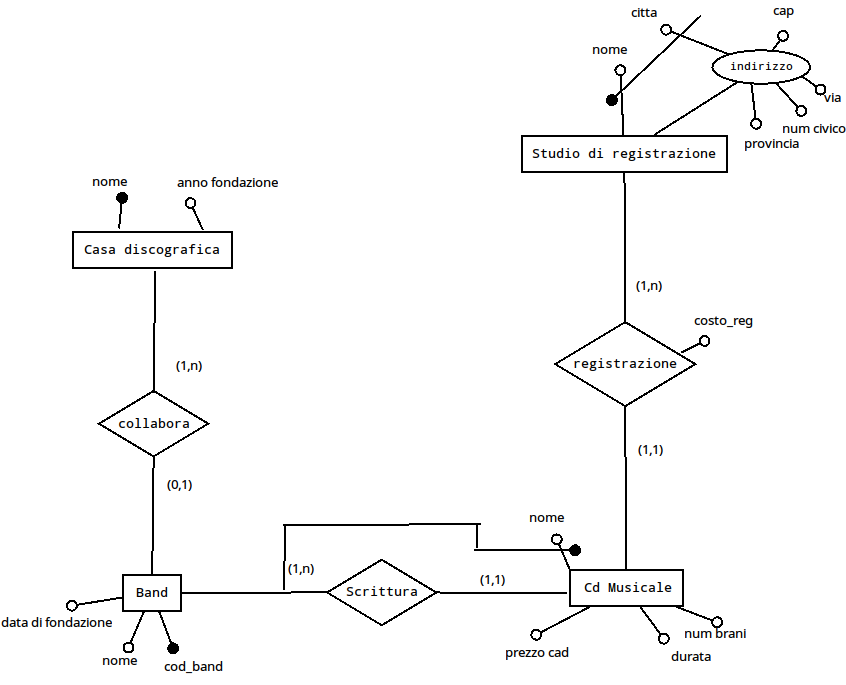 citta
cap
nome
indirizzo
via
num civico
provincia
Studio di registrazione
nome
anno fondazione
Casa discografica
(1,n)
costo_reg
registrazione
(1,n)
collabora
(1,1)
(0,1)
nome
(1,n)
(1,1)
Band
Scrittura
Cd Musicale
data di fondazione
nome
cod_band
prezzo cad
num brani
durata